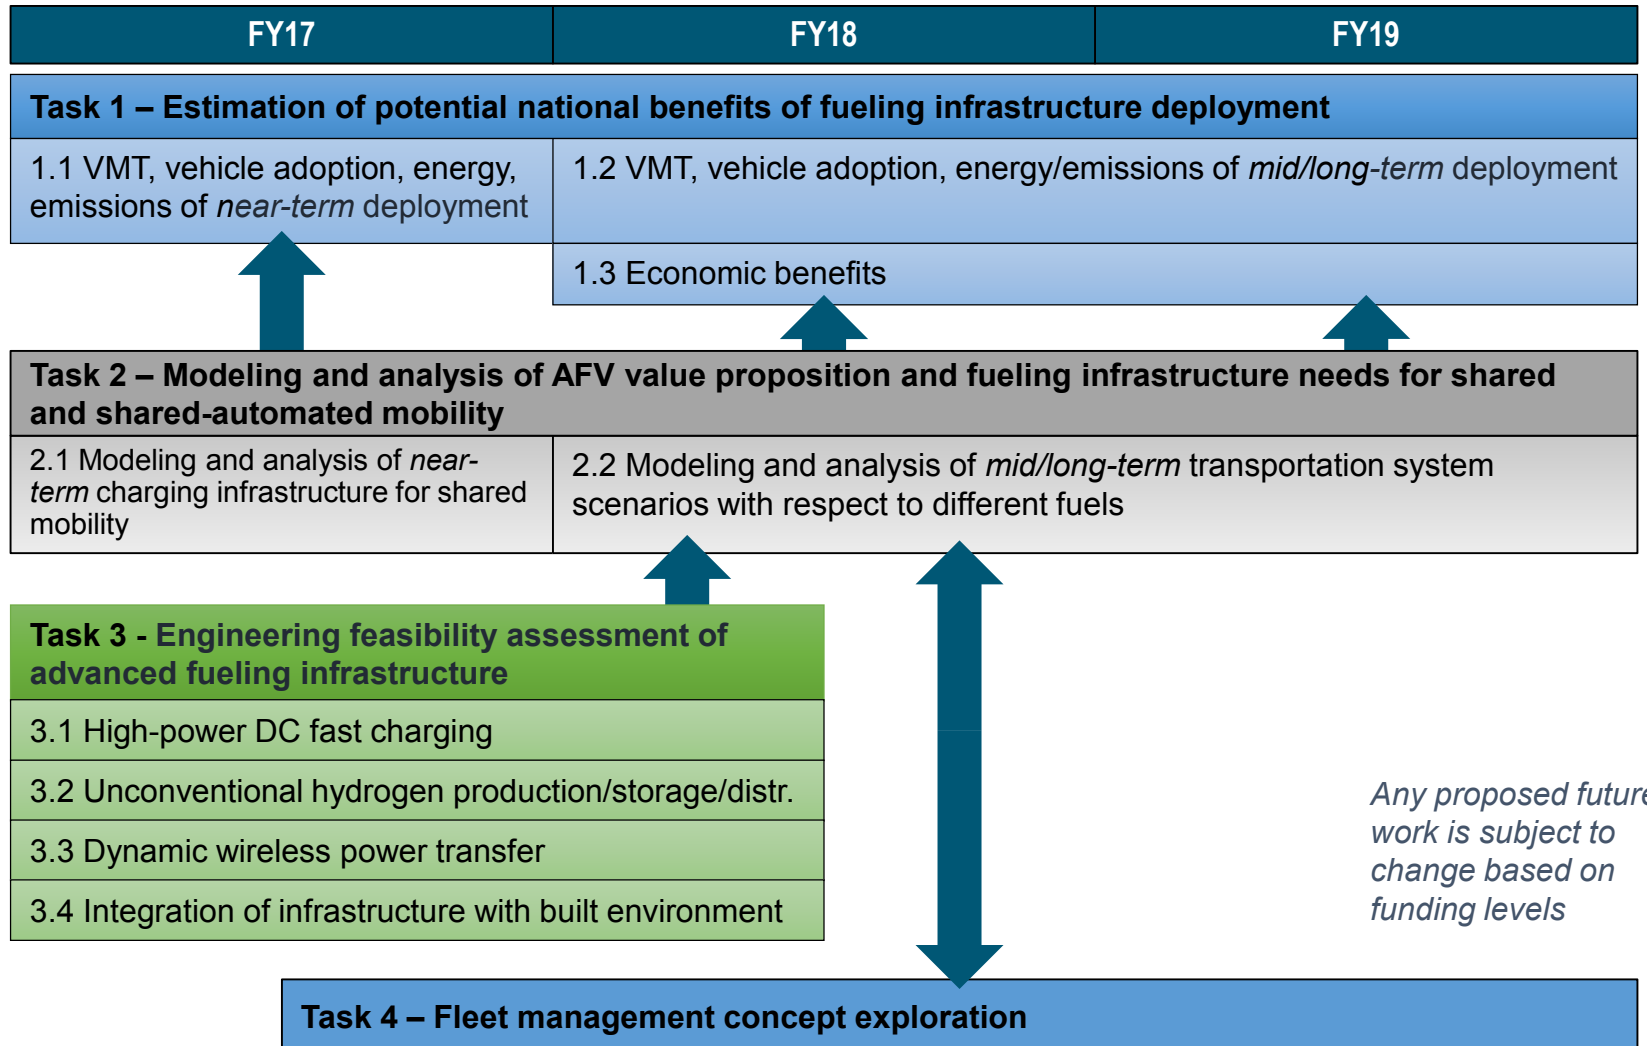 FY17
FY18
FY19
Task 1 – Estimation of potential national benefits of fueling infrastructure deployment
1.1 VMT, vehicle adoption, energy,
emissions of near-term deployment
1.2 VMT, vehicle adoption, energy/emissions of mid/long-term deployment
1.3 Economic benefits
Task 2 – Modeling and analysis of AFV value proposition and fueling infrastructure needs for shared
and shared-automated mobility
2.1 Modeling and analysis of near-
term charging infrastructure for shared
mobility
2.2 Modeling and analysis of mid/long-term transportation system
scenarios with respect to different fuels
Task 3 - Engineering feasibility assessment of
advanced fueling infrastructure
3.1 High-power DC fast charging
3.2 Unconventional hydrogen production/storage/distr.
3.3 Dynamic wireless power transfer
3.4 Integration of infrastructure with built environment
Any proposed future
work is subject to
change based on
funding levels
Task 4 – Fleet management concept exploration